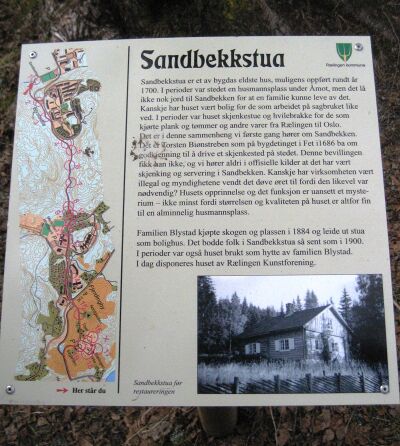 Sandbekkstua
Rælingen kommune
Sandbekkstua er et av bygdas eldste hus, muligens oppført rundt år
1700. I perioder var stedet en husmannsplass under Åmot, men det lå
ikke nok jord til Sandbekken for at en familie kunne leve av det.
Kanskje har huset vært bolig for de som arbeidet på sagbruket like
ved. I perioder var huset skjenkestue og hvilebrakke for de som
kjørte plank og tømmer og andre varer fra Rælingen til Oslo.
Det er i denne sammenheng vi første gang hører om Sandbekken.
Det er Torsten Biønstreben som på bygdetinget i Fet i1686 ba om
godkjenning til å drive et skjenkested på stedet. Denne bevillingen
fikk han ikke, og vi hører aldri i offisielle kilder at det har vært
skjenking og servering i Sandbekken. Kanskje har virksomheten vært
illegal og myndighetene vendt det døve øret til fordi den likevel var
nødvendig? Husets opprinnelse og det funksjon er uansett et myste-
rium – ikke minst fordi størrelsen og kvaliteten på huset er altfor fin
til en alminnelig husmannsplass.
Familien Blystad kjøpte skogen og plassen i 1884 og leide ut stua
som bolighus. Det bodde folk i Sandbekkstua så sent som i 1900.
I perioder var også huset brukt som hytte av familien Blystad.
I dag disponeres huset av Rælingen Kunstforening.
Her står du
Sandbekkstua før
restaureringen